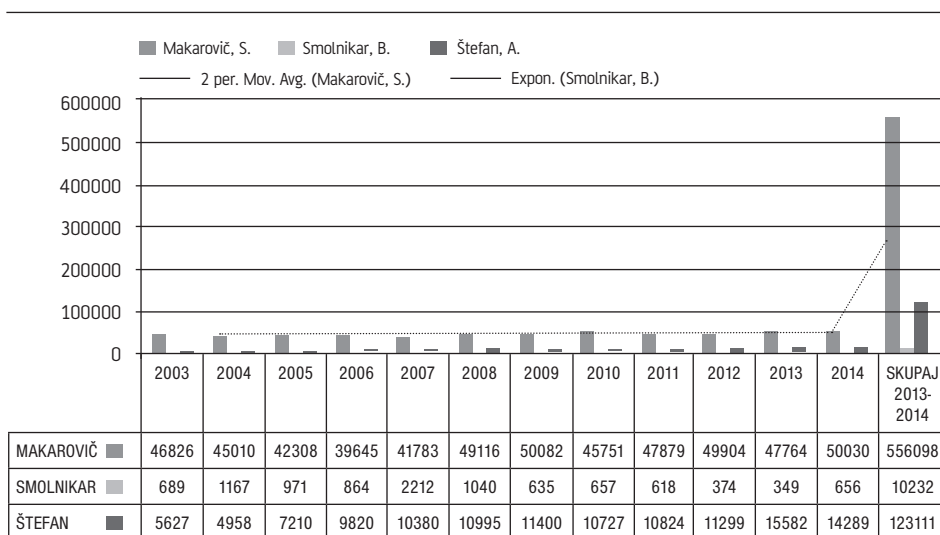 Makarovič, S. Smolnikar, B. Štefan, A.
2 per. Mov. Avg. (Makarovič, S.) Expon. (Smolnikar, B.)
600000
500000
400000
300000
200000
100000
0
2003 2004 2005 2006 2007 2008 2009 2010 2011 2012 2013 2014 SKUPAJ
2013-
2014
MAKAROVIČ 46826 45010 42308 39645 41783 49116 50082 45751 47879 49904 47764 50030 556098
SMOLNIKAR 689 1167 971 864 2212 1040 635 657 618 374 349 656 10232
ŠTEFAN 5627 4958 7210 9820 10380 10995 11400 10727 10824 11299 15582 14289 123111